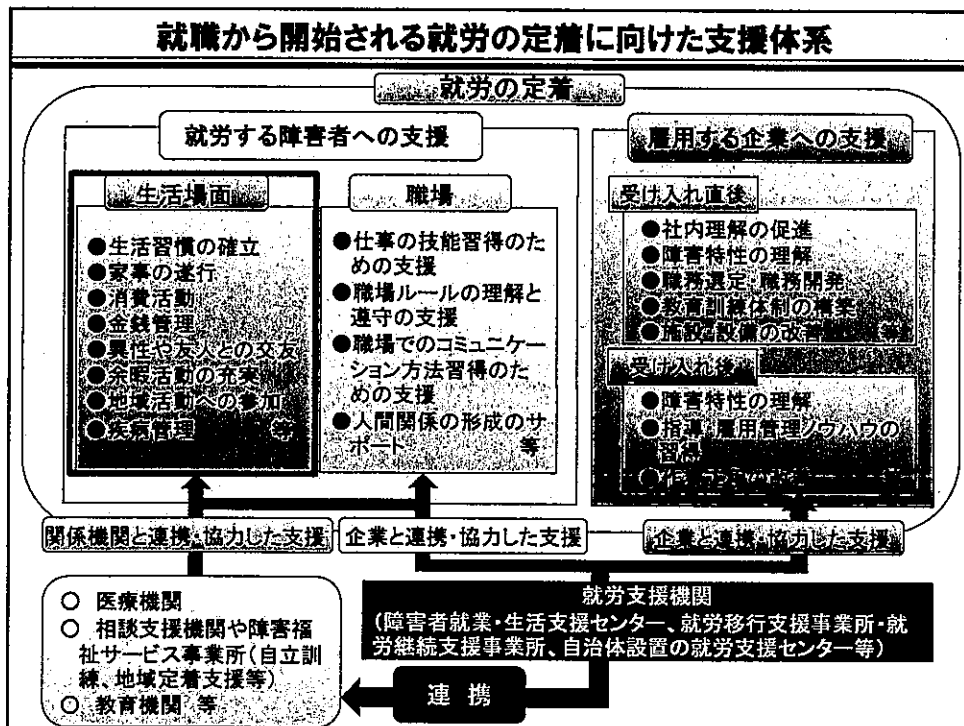 就職から開始される就労の定着に向けた支援体系
就労の定着
就労する障害者への支援
生活場面
●生活習慣の確立
●家事の遂行
●消費活動
●金銭管理
●異性や友人との交友
●余暇活動の充実
●地域活動への参加
●疾病管理 等
職場
●仕事の技能習得のた
めの支援
●職場ルールの理解と
遵守の支援
●職場でのコミュニケー
ション方法習得のた
めの支援
●人間関係の形成のサ
ポート 等
雇用する企業への支援
受け入れ直後
●社内理解の促進
●障害特性の理解
●職務選定・職務開発
●教育訓練体制の構築
●施設・設備の改善 等
受け入れ後
●障害特性の理解
●指導・雇用管理ノウハウの
習得
関係機関と連携・協力した支援
企業と連携・協力した支援
企業と連携・協力した支援
○ 医療機関
○ 相談支援機関や障害福
祉サービス事業所(自立訓
練、地域定着支援等)
○ 教育機関 等
就労支援機関
(障害者就業・生活支援センター、就労移行支援事業所・就
労継続支援事業所、自治体設置の就労支援センター等)
連 携